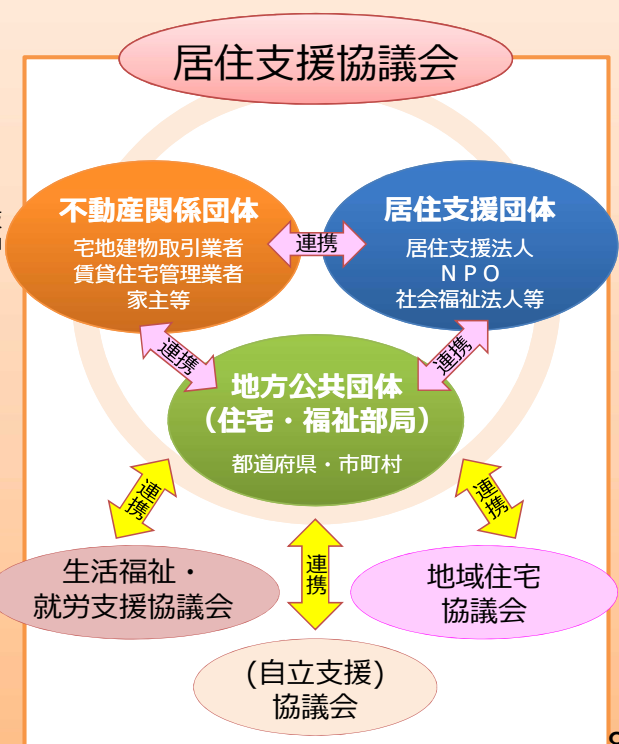 居住支援協議会
不動産関係団体
宅地建物取引業者
賃貸住宅管理業者
家主等
連携
居住支援団体
居住支援法人
ＮＰＯ
社会福祉法人等
連携
連携
地方公共団体
（住宅・福祉部局）
都道府県・市町村
連携
連携
連携
生活福祉・
就労支援協議会
地域住宅
協議会
(自立支援)
協議会